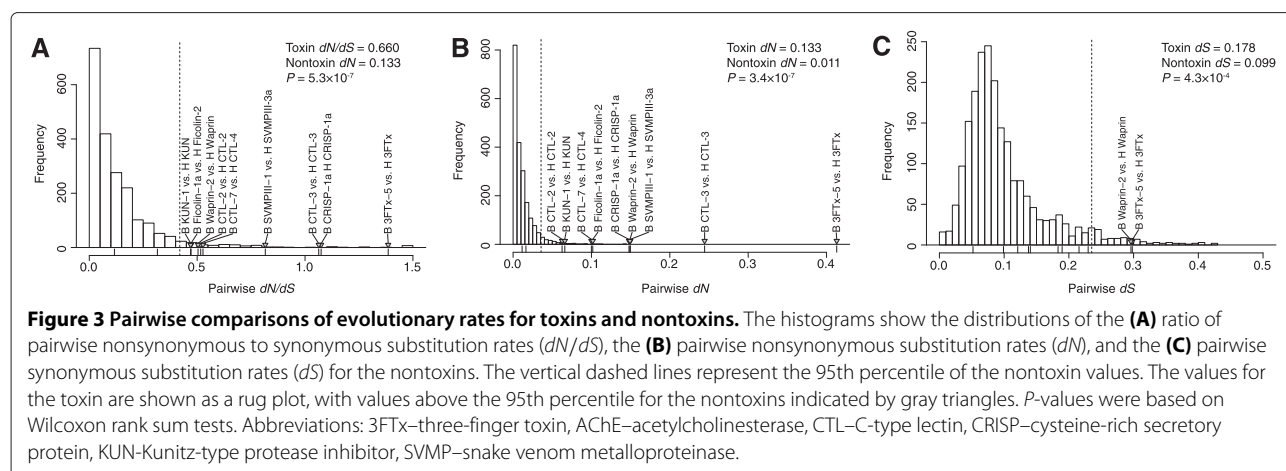 A
Toxin dN/dS = 0.660
Nontoxin dN/dS = 0.133
P = 5.3×10⁻⁷
Frequency
0
200
400
600
B KUN−1 vs. H KUN
B Ficolin−1a vs. H Ficolin-2
B Waprin−2 vs. H Waprin
B CTL−2 vs. H CTL-2
B CTL−7 vs. H CTL-4
B SVMPIII−1 vs H SVMPIII-3a
B CTL−3 vs. H CTL-3
B CRISP−1a H CRISP-1a
B 3FTx−5 vs. H 3FTx
0.0
0.5
1.0
1.5
Pairwise dN/dS
B
Toxin dN = 0.133
Nontoxin dN = 0.011
P = 3.4×10⁻⁷
Frequency
0
200
400
600
800
B CTL−2 vs. H CTL-2
B KUN−1 vs. H KUN
B CTL−7 vs. H CTL-4
B Ficolin−1a vs. H Ficolin-2
B CRISP−1a vs. H CRISP-1a
B Waprin−2 vs. H Waprin
B SVMPIII−1 vs. H SVMPIII-3a
B CTL−3 vs. H CTL-3
B 3FTx−5 vs. H 3FTx
0.0
0.1
0.2
0.3
0.4
Pairwise dN
C
Toxin dS = 0.178
Nontoxin dS = 0.099
P = 4.3×10⁻⁴
Frequency
0
50
100
150
200
250
B Waprin−2 vs. H Waprin
B 3FTx−5 vs. H 3FTx
0.0
0.1
0.2
0.3
0.4
0.5
Pairwise dS
Figure 3 Pairwise comparisons of evolutionary rates for toxins and nontoxins. The histograms show the distributions of the (A) ratio of
pairwise nonsynonymous to synonymous substitution rates (dN/dS), the (B) pairwise nonsynonymous substitution rates (dN), and the (C) pairwise
synonymous substitution rates (dS) for the nontoxins. The vertical dashed lines represent the 95th percentile of the nontoxin values. The values for
the toxin are shown as a rug plot, with values above the 95th percentile for the nontoxins indicated by gray triangles. P-values were based on
Wilcoxon rank sum tests. Abbreviations: 3FTx–three-finger toxin, AChE–acetylcholinesterase, CTL–C-type lectin, CRISP–cysteine-rich secretory
protein, KUN-Kunitz-type protease inhibitor, SVMP–snake venom metalloproteinase.